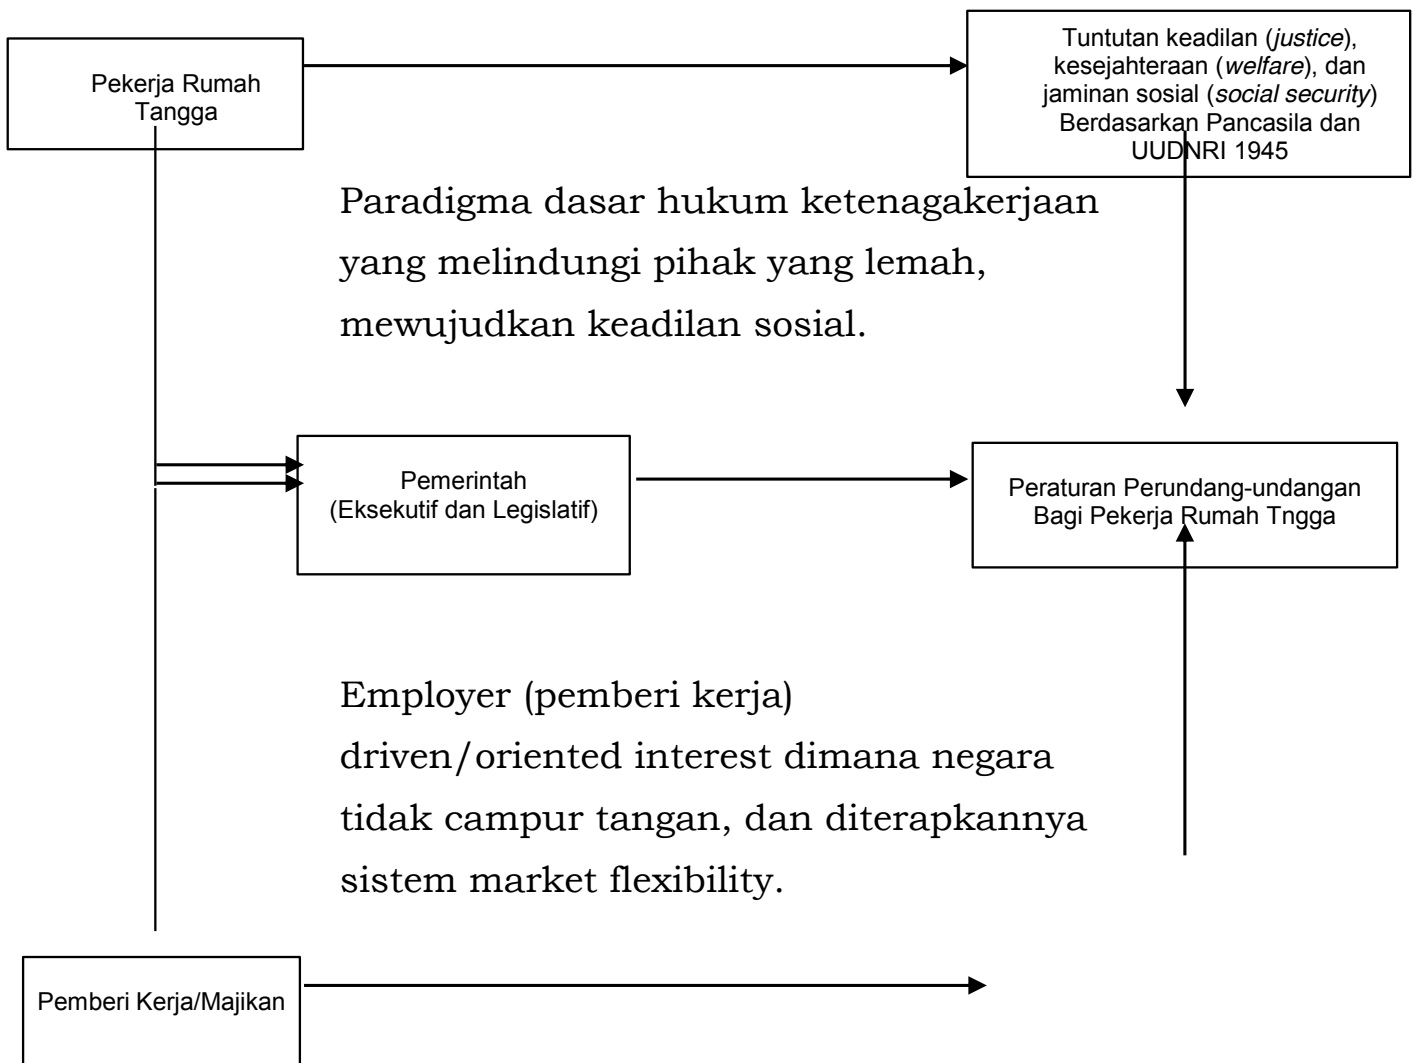 Pekerja Rumah
Tangga
Tuntutan keadilan (justice),
kesejahteraan (welfare), dan
jaminan sosial (social security)
Berdasarkan Pancasila dan
UUDNRI 1945
Paradigma dasar hukum ketenagakerjaan
yang melindungi pihak yang lemah,
mewujudkan keadilan sosial.
Pemerintah
(Eksekutif dan Legislatif)
Peraturan Perundang-undangan
Bagi Pekerja Rumah Tngga
Employer (pemberi kerja)
driven/oriented interest dimana negara
tidak campur tangan, dan diterapkannya
sistem market flexibility.
Pemberi Kerja/Majikan